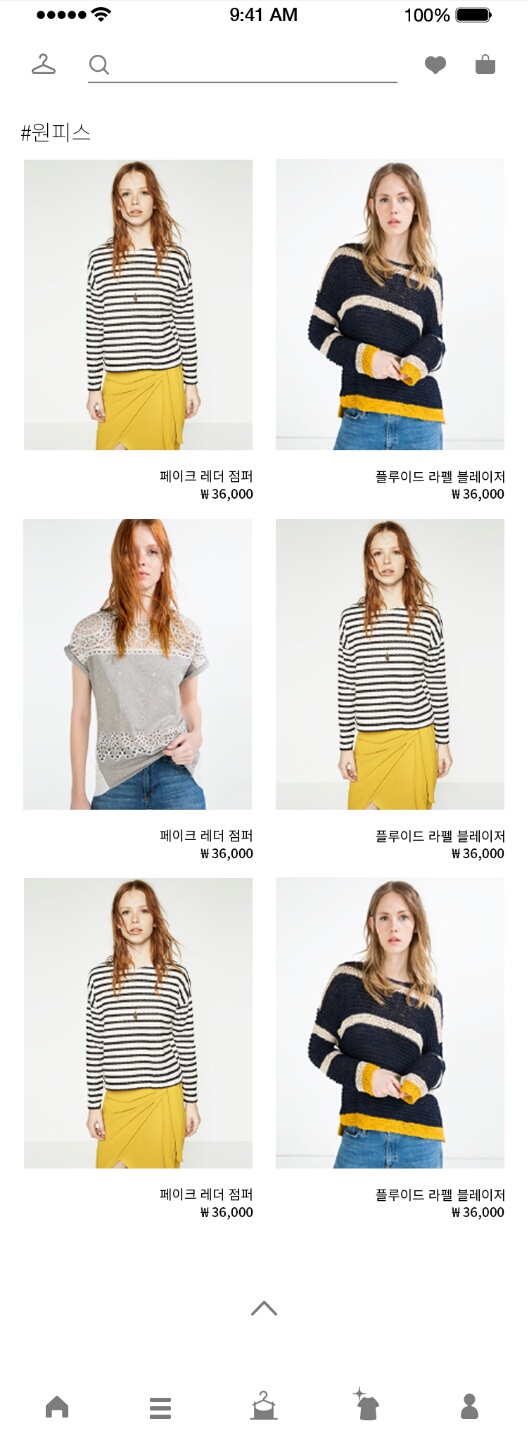 9:41 AM
100%
#원피스
페이크 레더 점퍼
₩ 36,000
플루이드 라펠 블레이저
₩ 36,000
페이크 레더 점퍼
₩ 36,000
플루이드 라펠 블레이저
₩ 36,000
페이크 레더 점퍼
₩ 36,000
플루이드 라펠 블레이저
₩ 36,000